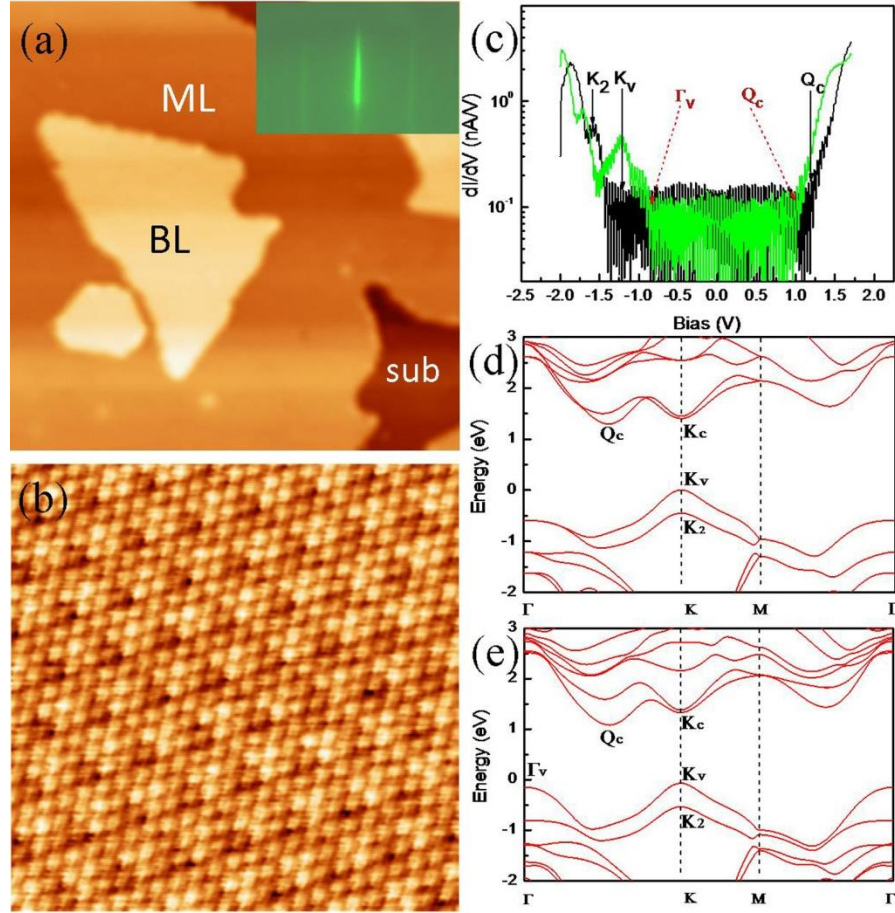 (a)
ML
BL
sub
(b)
(c)
K2 Kv
Γv
Qc
Qc
dI/dV (nA/V)
10^0
10^-1
-2.5 -2.0 -1.5 -1.0 -0.5 0.0 0.5 1.0 1.5 2.0
Bias (V)
(d)
Energy (eV)
3
2
1
0
-1
-2
Qc
Kc
Kv
K2
Γ K M
(e)
Energy (eV)
3
2
1
0
-1
-2
Qc
Kc
Γv
Kv
K2
Γ K M